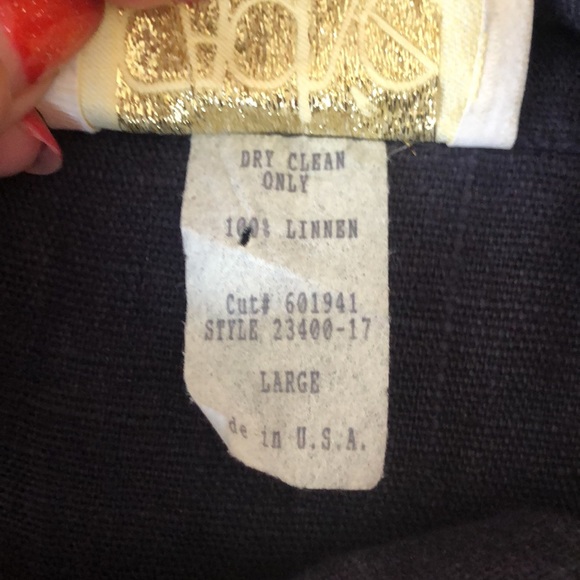 DRY CLEAN
ONLY
100% LINNEN
Cut# 601941
STYLE 23400-17
LARGE
de in U.S.A.